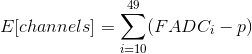 E[channels] = \sum_{i=10}^{49} (FADC_i - p)